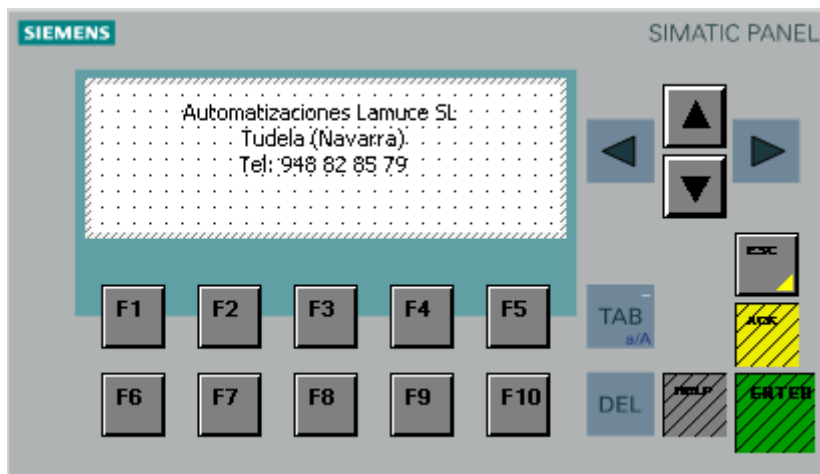 SIEMENS
SIMATIC PANEL
Automatizaciones Lamuce SL
Tudela (Navarra).
Tel: 948 82 85 79
ESC
F1 F2 F3 F4 F5 TAB ACK
a/A
F6 F7 F8 F9 F10 DEL HELP ENTER